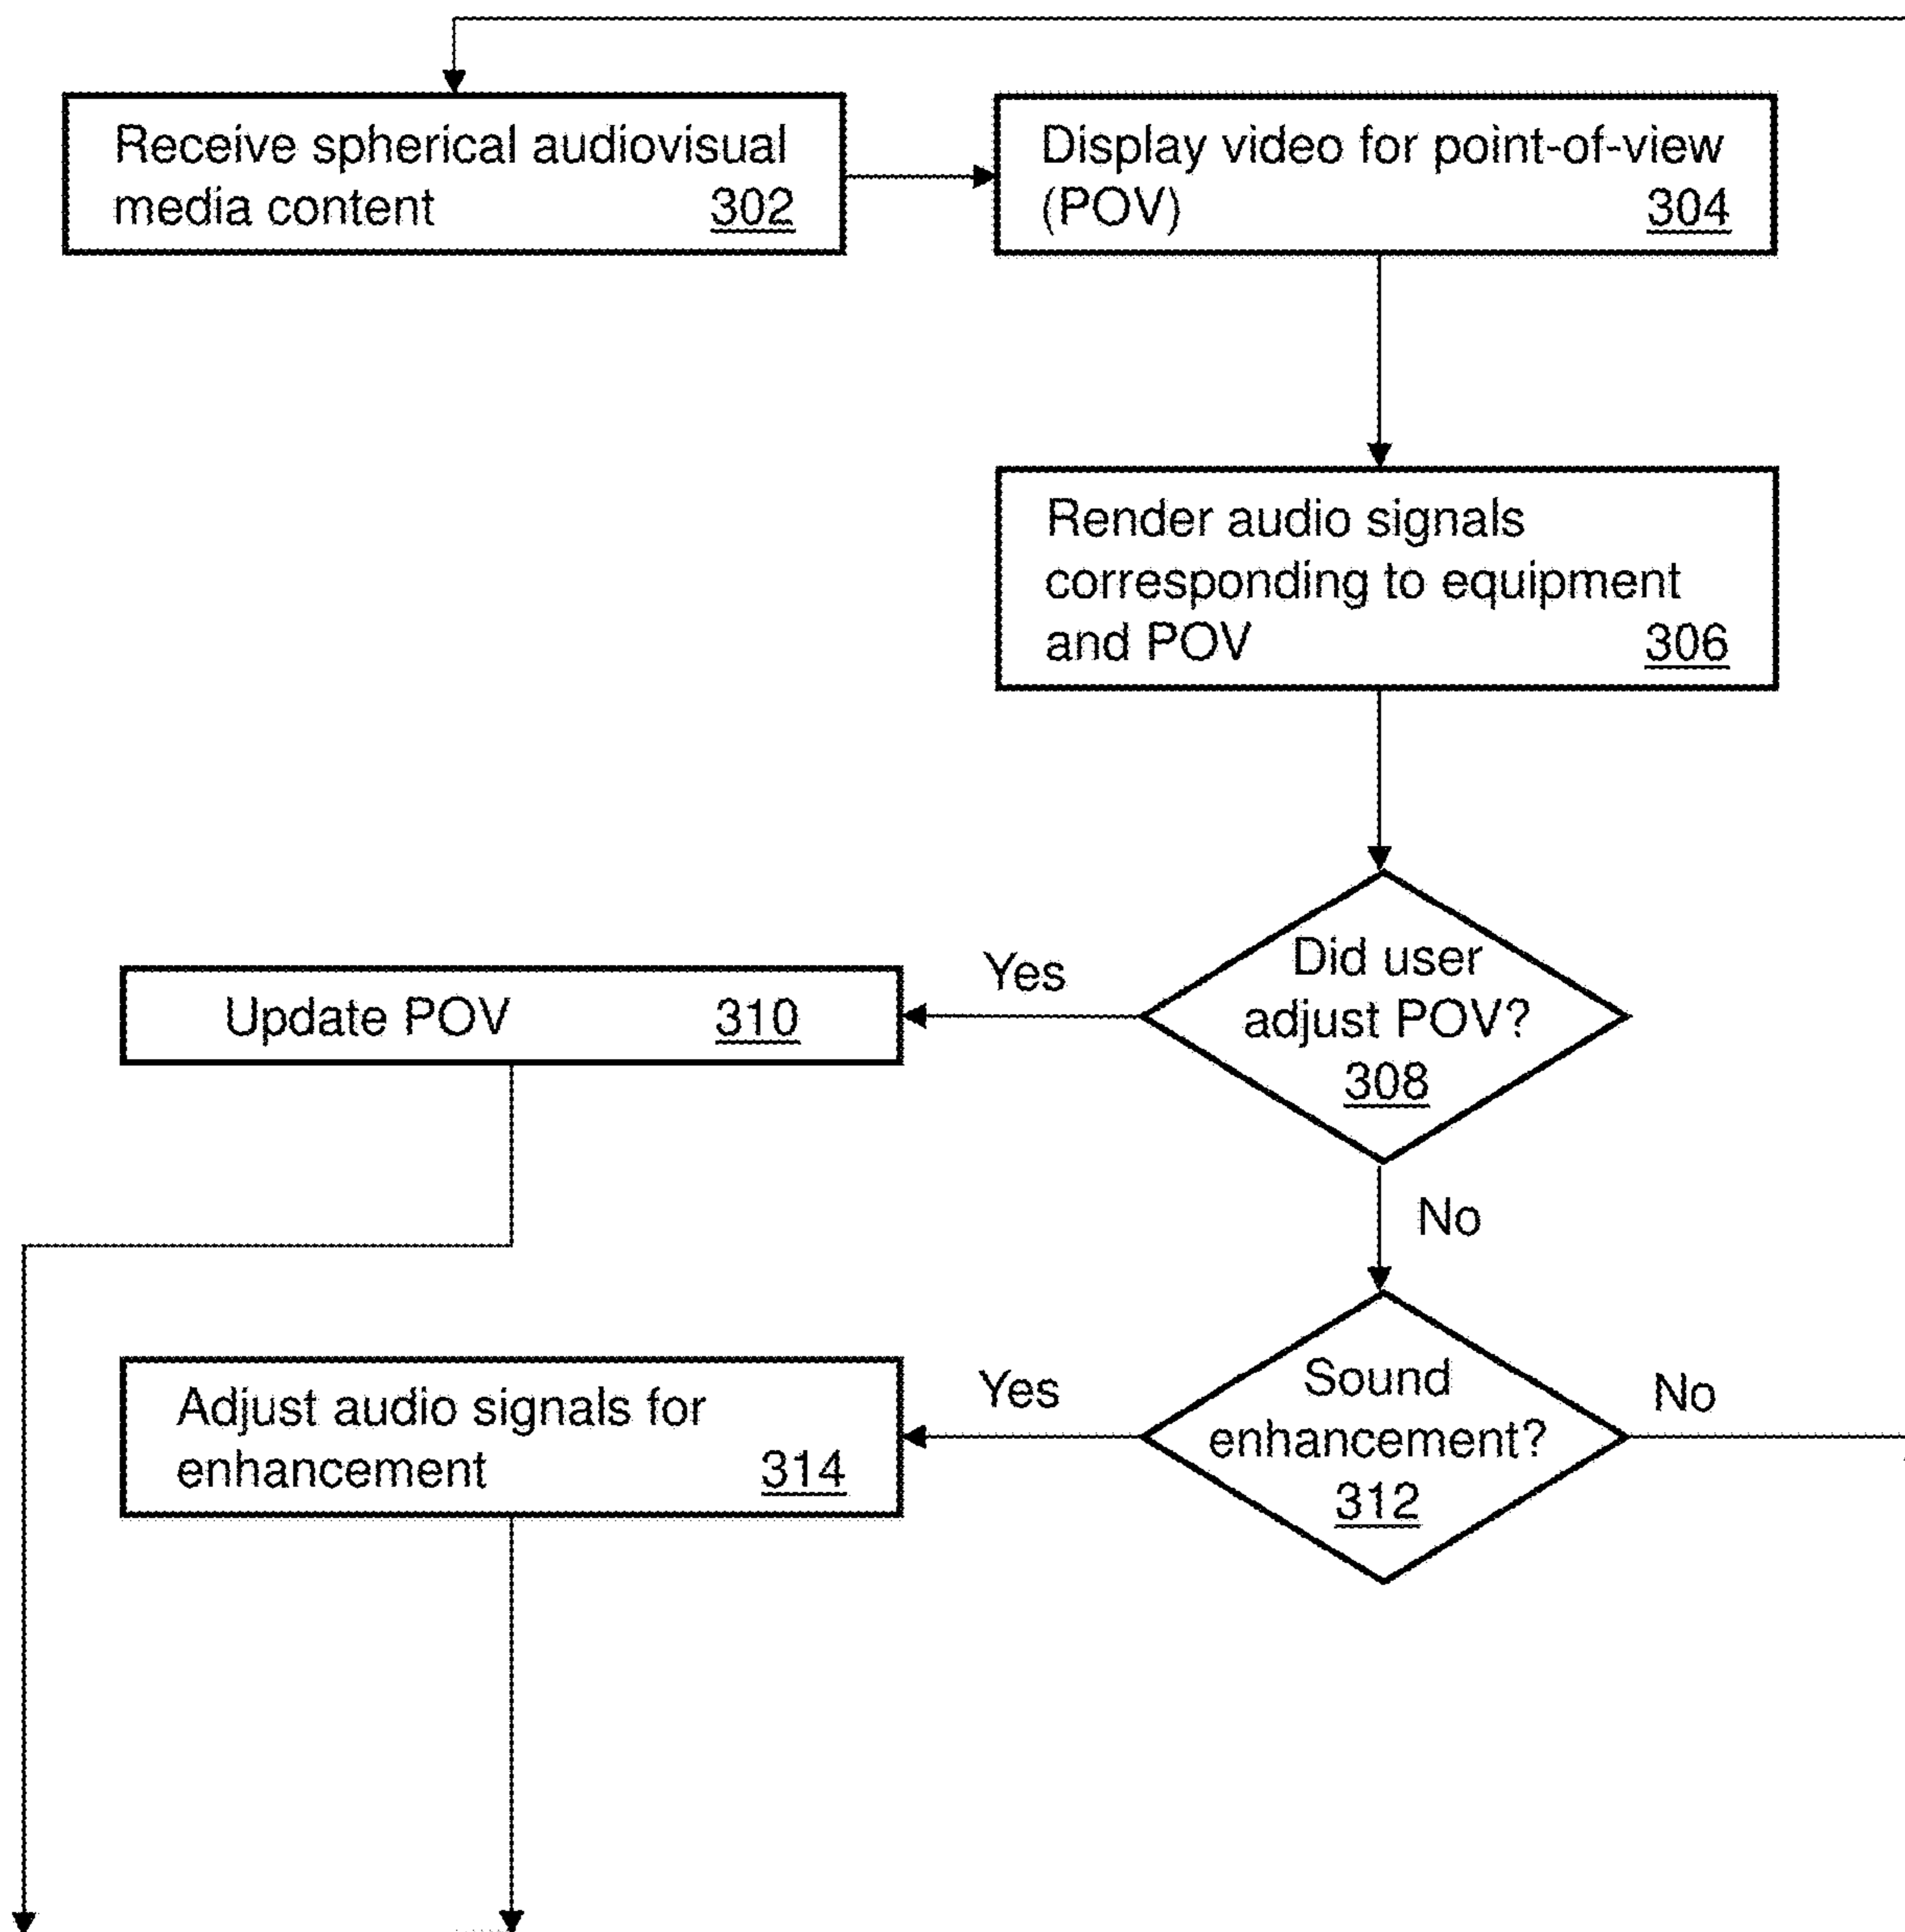 Receive spherical audiovisual
media content 302
Display video for point-of-view
(POV) 304
Render audio signals
corresponding to equipment
and POV 306
Did user
adjust POV?
308
Yes
Update POV 310
No
Sound
enhancement?
312
Yes
No
Adjust audio signals for
enhancement 314